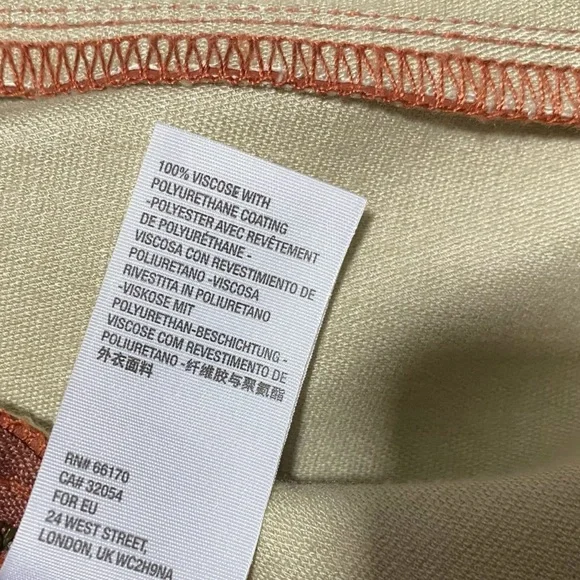 100% VISCOSE WITH
POLYURETHANE COATING
-POLYESTER AVEC REVÊTEMENT
DE POLYURÉTHANE -
VISCOSA CON REVESTIMIENTO DE
POLIURETANO -VISCOSA
RIVESTITA IN POLIURETANO
-VISKOSE MIT
POLYURETHAN-BESCHICHTUNG -
VISCOSE COM REVESTIMENTO DE
POLIURETANO -纤维胶与聚氨酯
外衣面料
RN# 66170
CA# 32054
FOR EU
24 WEST STREET,
LONDON, UK WC2H9NA